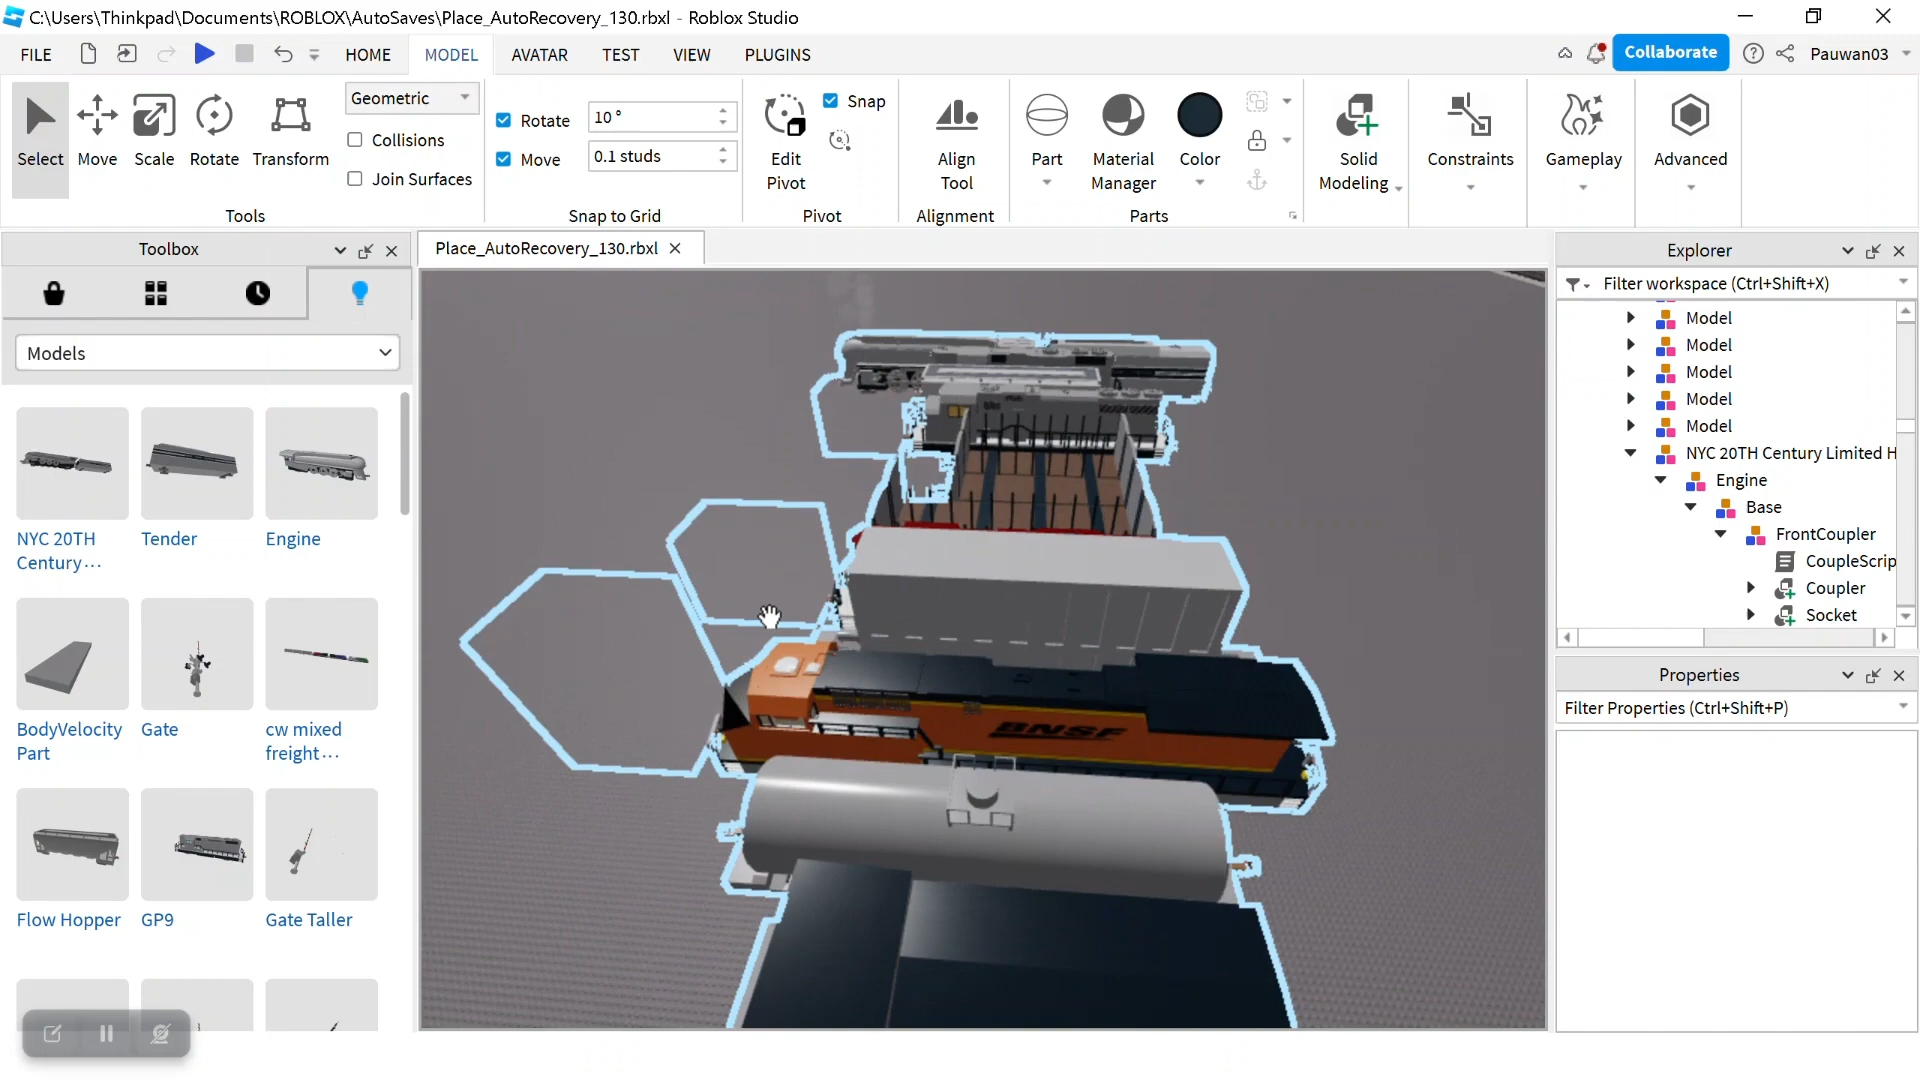 C:\Users\Thinkpad\Documents\ROBLOX\AutoSaves\Place_AutoRecovery_130.rbxl - Roblox Studio
FILE HOME MODEL AVATAR TEST VIEW PLUGINS Collaborate Pauwan03
Select
Move
Scale
Rotate
Transform
Geometric
Collisions
Join Surfaces
Tools
Rotate 10 °
Move 0.1 studs
Snap to Grid
Edit
Pivot
Snap
Pivot
Align
Tool
Alignment
Part
Material
Manager
Color
Parts
Solid
Modeling
Constraints
Gameplay
Advanced
Toolbox
Models
NYC 20TH
Century...
Tender
Engine
BodyVelocity
Part
Gate
cw mixed
freight...
Flow Hopper
GP9
Gate Taller
Place_AutoRecovery_130.rbxl
BNSF
Explorer
Filter workspace (Ctrl+Shift+X)
Model
Model
Model
Model
Model
NYC 20TH Century Limited H
Engine
Base
FrontCoupler
CoupleScrip
Coupler
Socket
Properties
Filter Properties (Ctrl+Shift+P)